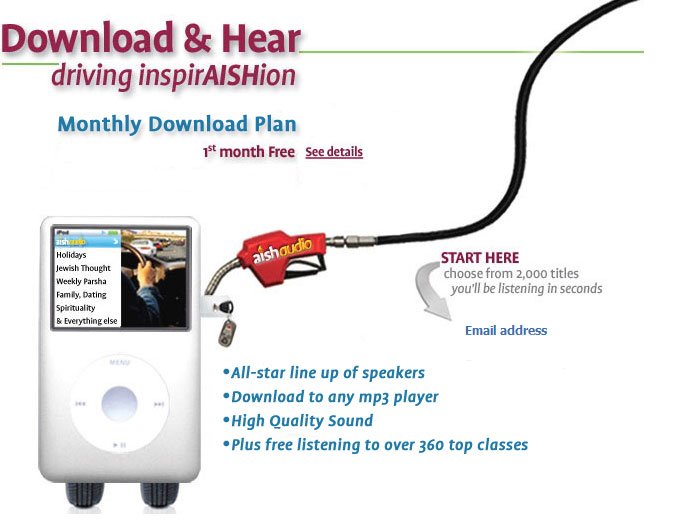 Download & Hear
driving inspirAISHion
Monthly Download Plan
1st month Free See details
iPod
aishaudio
Holidays
Jewish Thought
Weekly Parsha
Family, Dating
Spirituality
& Everything else
MENU
aishaudio
START HERE
choose from 2,000 titles
you'll be listening in seconds
Email address
•All-star line up of speakers
•Download to any mp3 player
•High Quality Sound
•Plus free listening to over 360 top classes